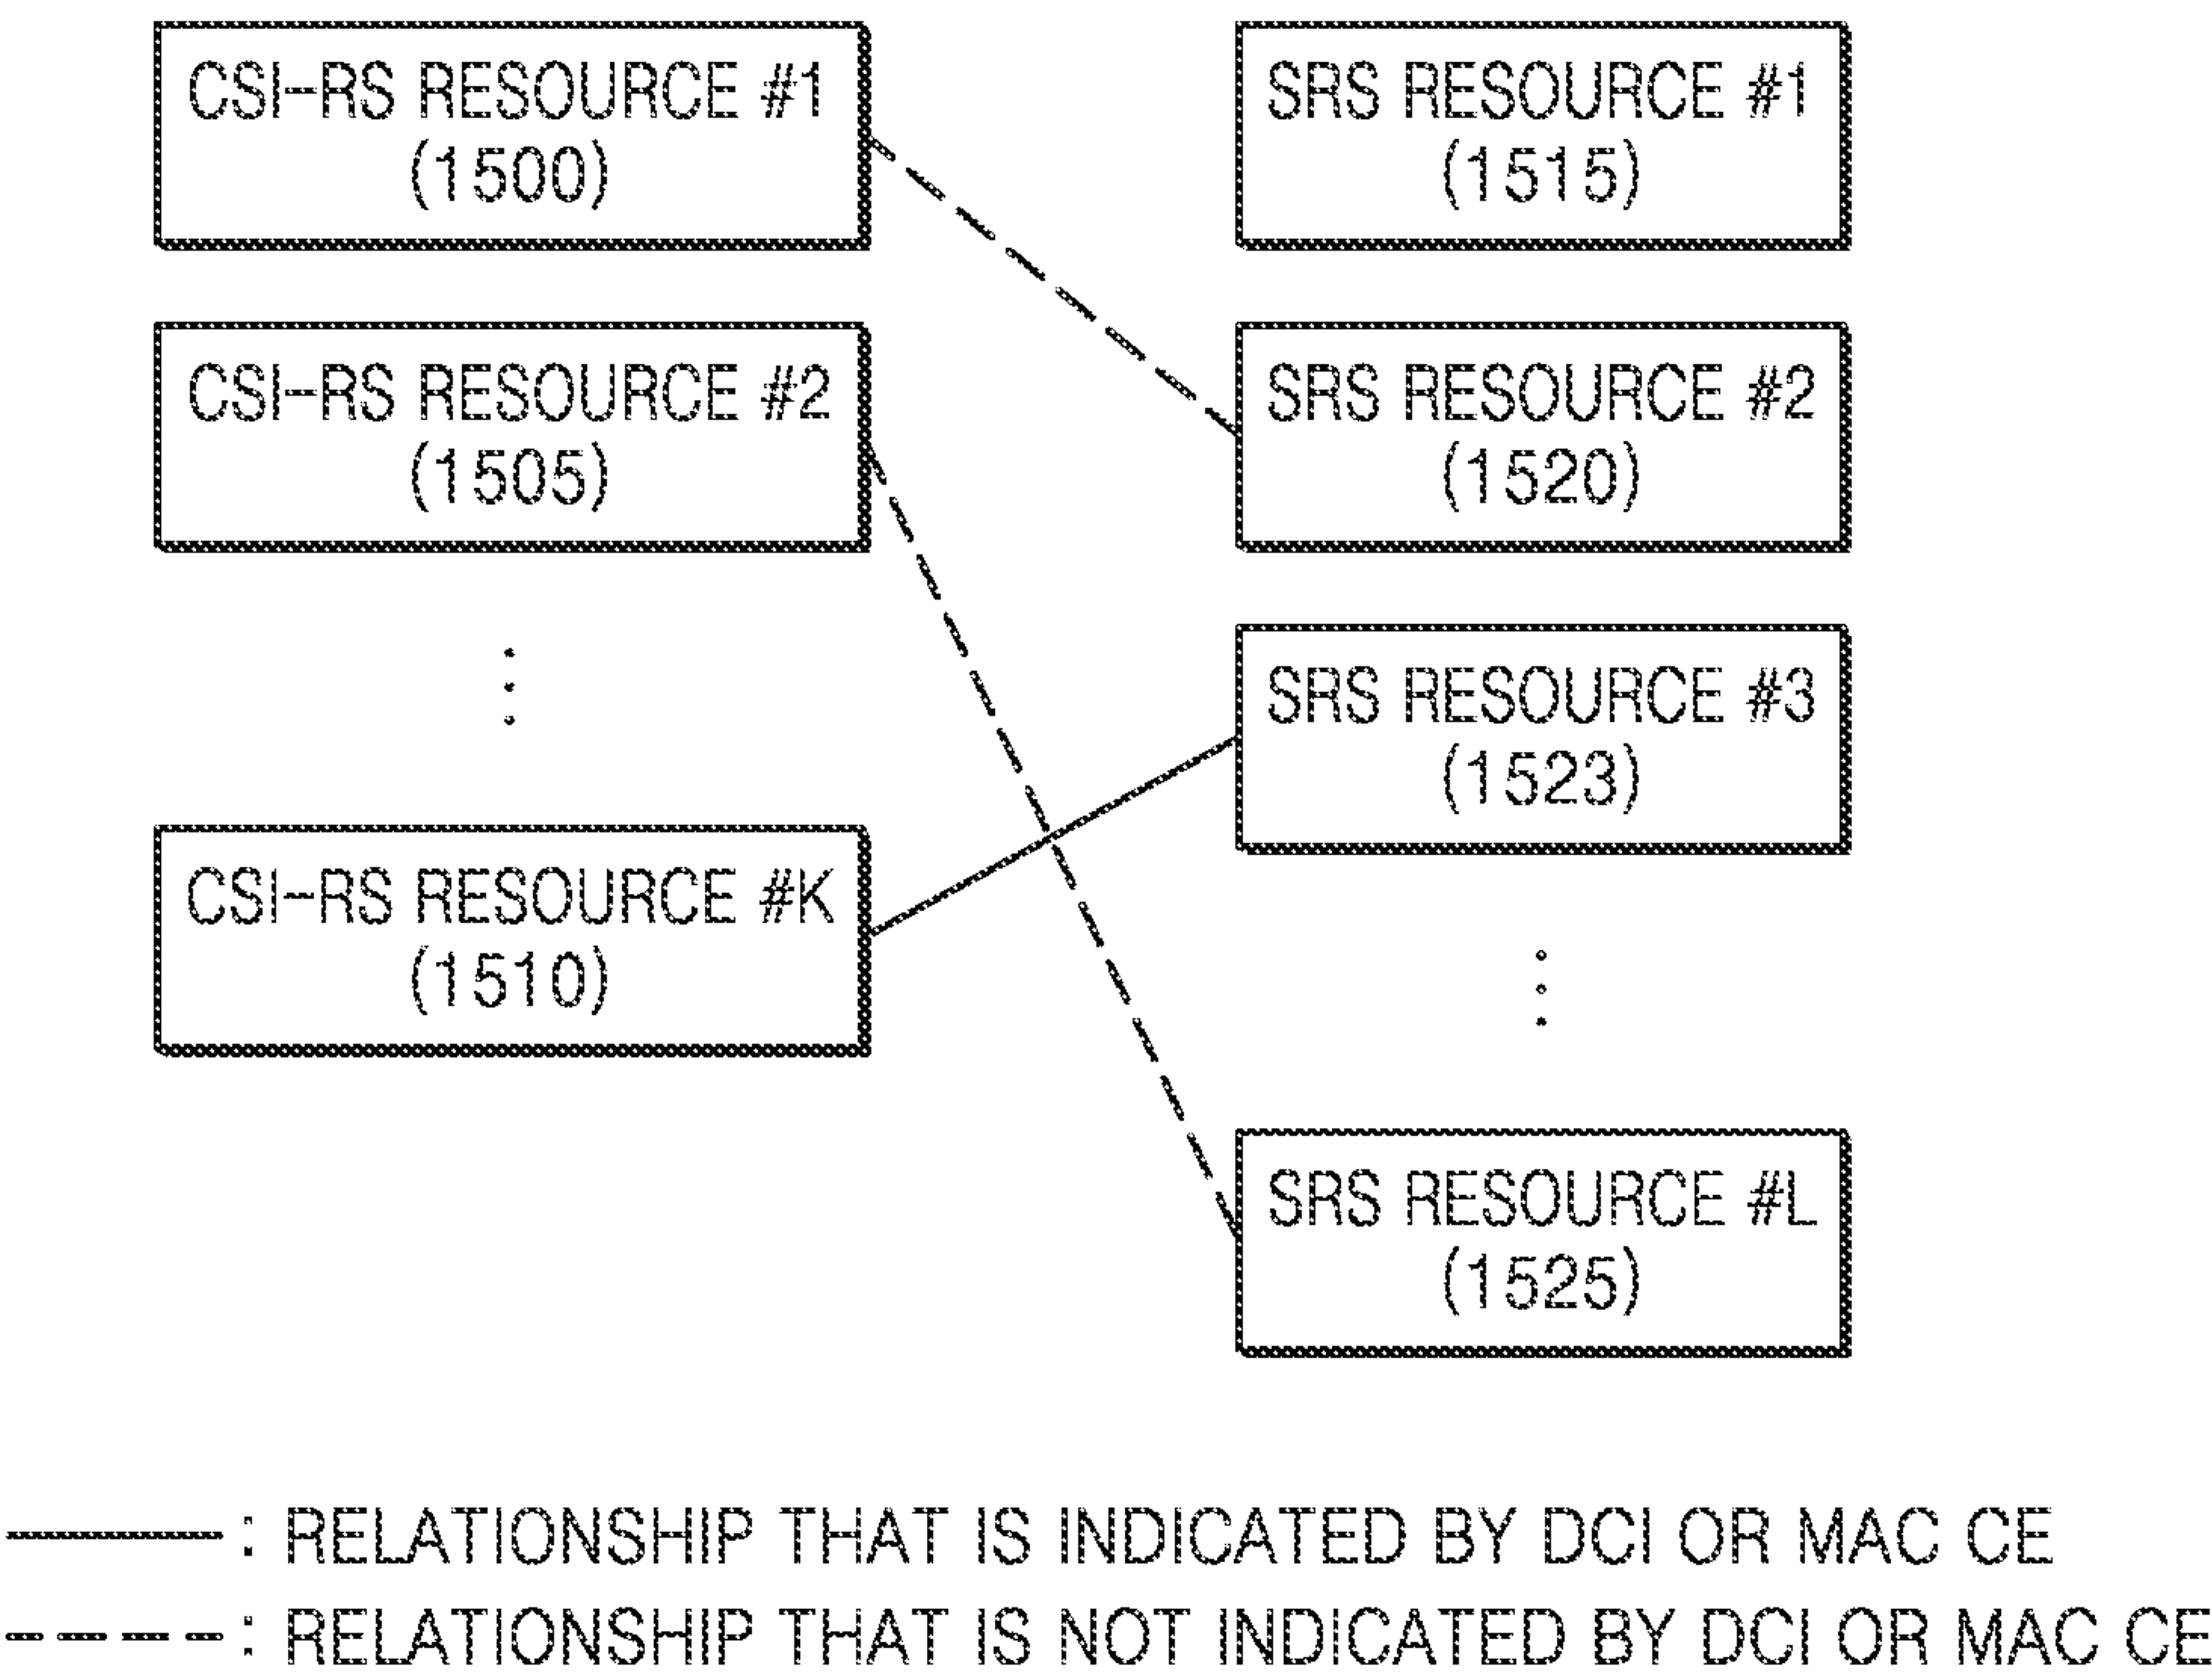 CSI-RS RESOURCE #1
(1500)
CSI-RS RESOURCE #2
(1505)
CSI-RS RESOURCE #K
(1510)
SRS RESOURCE #1
(1515)
SRS RESOURCE #2
(1520)
SRS RESOURCE #3
(1523)
SRS RESOURCE #L
(1525)
: RELATIONSHIP THAT IS INDICATED BY DCI OR MAC CE
: RELATIONSHIP THAT IS NOT INDICATED BY DCI OR MAC CE